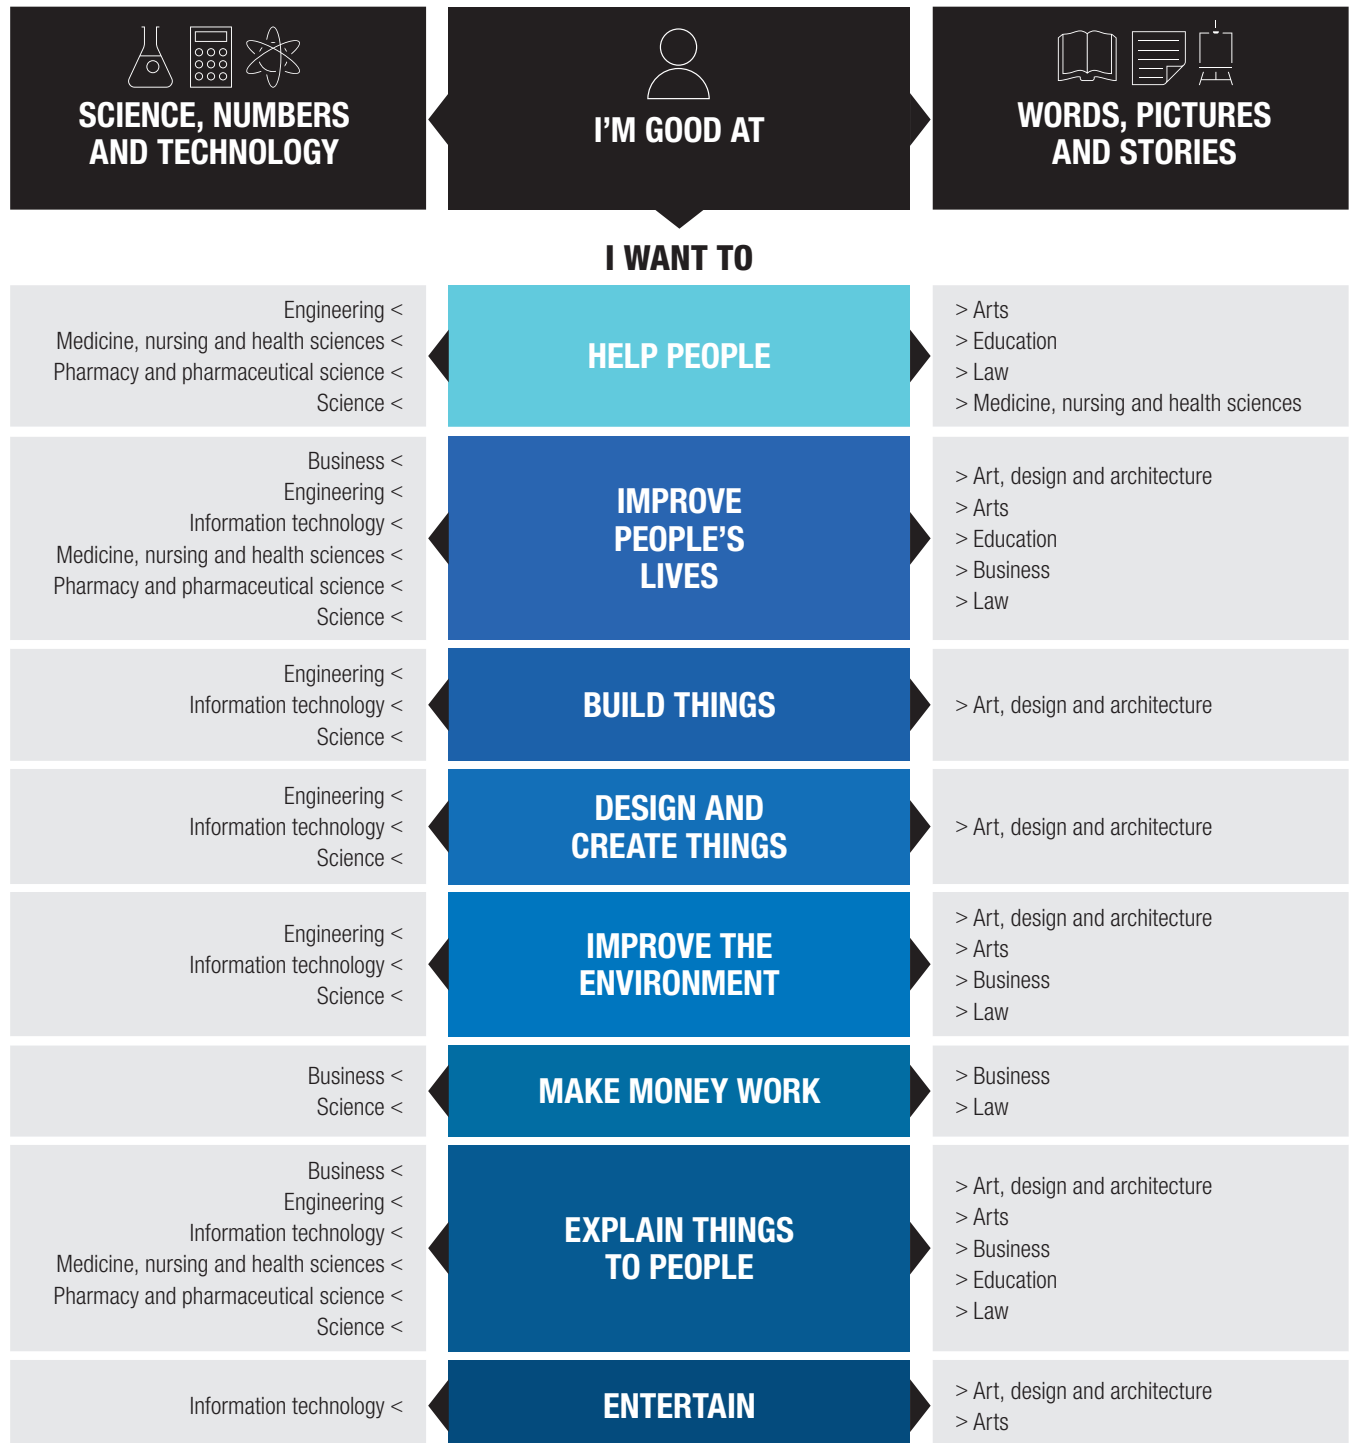 SCIENCE, NUMBERS
AND TECHNOLOGY
I'M GOOD AT
WORDS, PICTURES
AND STORIES
I WANT TO
Engineering <
Medicine, nursing and health sciences <
Pharmacy and pharmaceutical science <
Science <
HELP PEOPLE
> Arts
> Education
> Law
> Medicine, nursing and health sciences
Business <
Engineering <
Information technology <
Medicine, nursing and health sciences <
Pharmacy and pharmaceutical science <
Science <
IMPROVE
PEOPLE'S
LIVES
> Art, design and architecture
> Arts
> Education
> Business
> Law
Engineering <
Information technology <
Science <
BUILD THINGS
> Art, design and architecture
Engineering <
Information technology <
Science <
DESIGN AND
CREATE THINGS
> Art, design and architecture
Engineering <
Information technology <
Science <
IMPROVE THE
ENVIRONMENT
> Art, design and architecture
> Arts
> Business
> Law
Business <
Science <
MAKE MONEY WORK
> Business
> Law
Business <
Engineering <
Information technology <
Medicine, nursing and health sciences <
Pharmacy and pharmaceutical science <
Science <
EXPLAIN THINGS
TO PEOPLE
> Art, design and architecture
> Arts
> Business
> Education
> Law
Information technology <
ENTERTAIN
> Art, design and architecture
> Arts